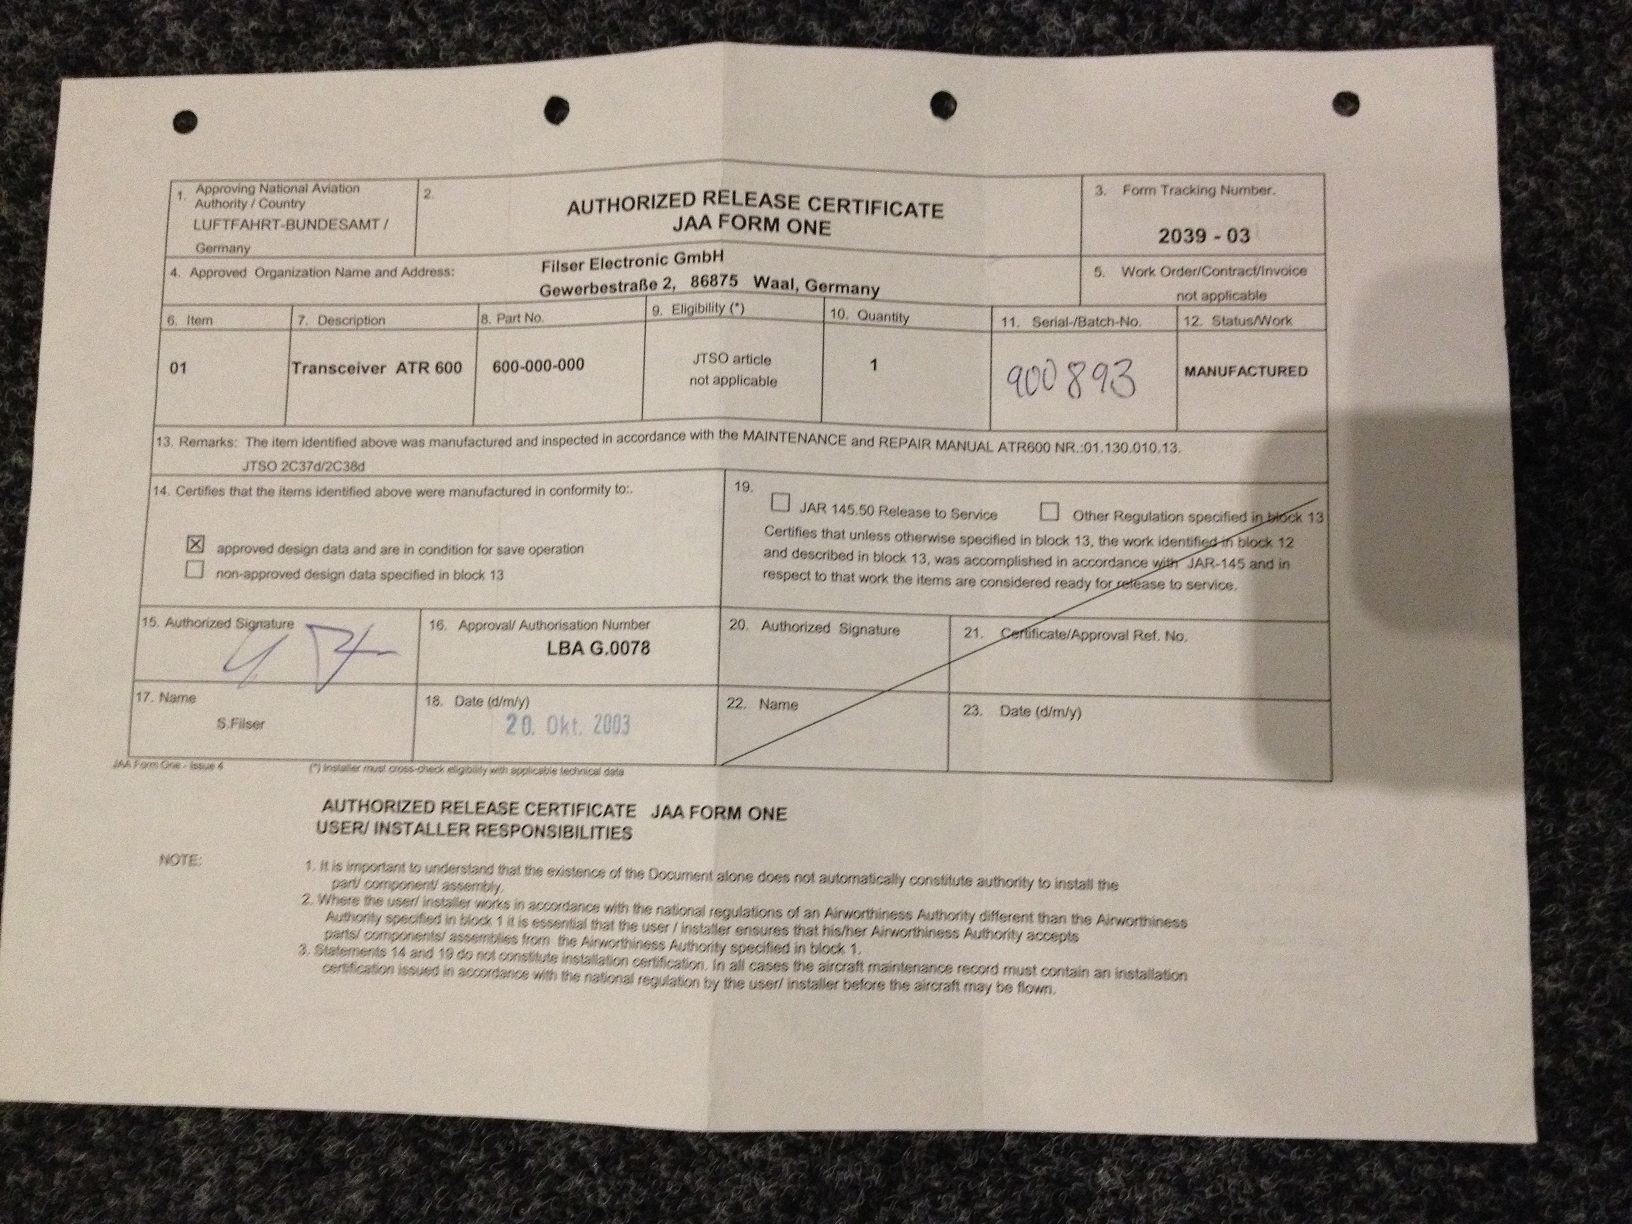 1. Approving National Aviation
Authority / Country
LUFTFAHRT-BUNDESAMT /
Germany
2.
AUTHORIZED RELEASE CERTIFICATE
JAA FORM ONE
3. Form Tracking Number.
2039 - 03
4. Approved Organization Name and Address:
Filser Electronic GmbH
Gewerbestraße 2, 86875 Waal, Germany
5. Work Order/Contract/Invoice
not applicable
6. Item
7. Description
8. Part No.
9. Eligibility (*)
10. Quantity
11. Serial-/Batch-No.
12. Status/Work
01
Transceiver ATR 600
600-000-000
JTSO article
not applicable
1
900893
MANUFACTURED
13. Remarks: The item identified above was manufactured and inspected in accordance with the MAINTENANCE and REPAIR MANUAL ATR600 NR.:01.130.010.13.
JTSO 2C37d/2C38d
14. Certifies that the items identified above were manufactured in conformity to:.
approved design data and are in condition for save operation
non-approved design data specified in block 13
19.
JAR 145.50 Release to Service
Other Regulation specified in block 13
Certifies that unless otherwise specified in block 13, the work identified in block 12
and described in block 13, was accomplished in accordance with JAR-145 and in
respect to that work the items are considered ready for release to service.
15. Authorized Signature
16. Approval/ Authorisation Number
LBA G.0078
20. Authorized Signature
21. Certificate/Approval Ref. No.
17. Name
S.Filser
18. Date (d/m/y)
20. Okt. 2003
22. Name
23. Date (d/m/y)
JAA Form One - Issue 4
(*) Installer must cross-check eligibility with applicable technical data
AUTHORIZED RELEASE CERTIFICATE JAA FORM ONE
USER/ INSTALLER RESPONSIBILITIES
NOTE:
1. It is important to understand that the existence of the Document alone does not automatically constitute authority to install the
part/ component/ assembly.
2. Where the user/ installer works in accordance with the national regulations of an Airworthiness Authority different than the Airworthiness
Authority specified in block 1 it is essential that the user / installer ensures that his/her Airworthiness Authority accepts
parts/ components/ assemblies from the Airworthiness Authority specified in block 1.
3. Statements 14 and 19 do not constitute installation certification. In all cases the aircraft maintenance record must contain an installation
certification issued in accordance with the national regulation by the user/ installer before the aircraft may be flown.